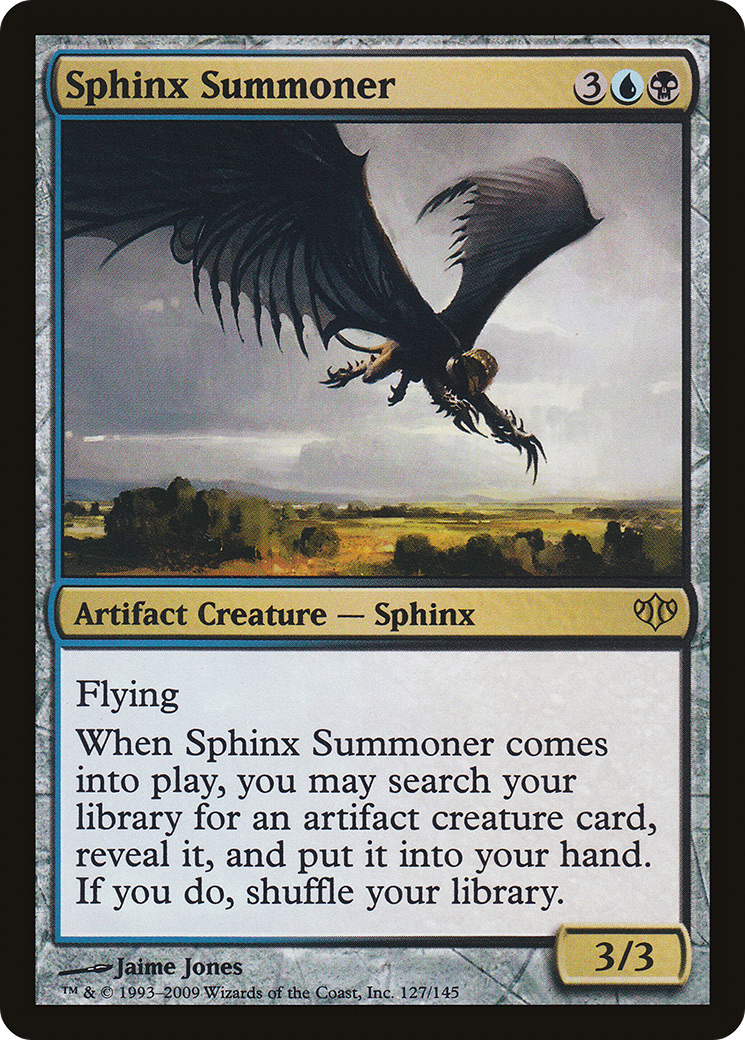 Sphinx Summoner 3
Artifact Creature — Sphinx
Flying
When Sphinx Summoner comes
into play, you may search your
library for an artifact creature card,
reveal it, and put it into your hand.
If you do, shuffle your library.
3/3
Jaime Jones
™ & © 1993–2009 Wizards of the Coast, Inc. 127/145